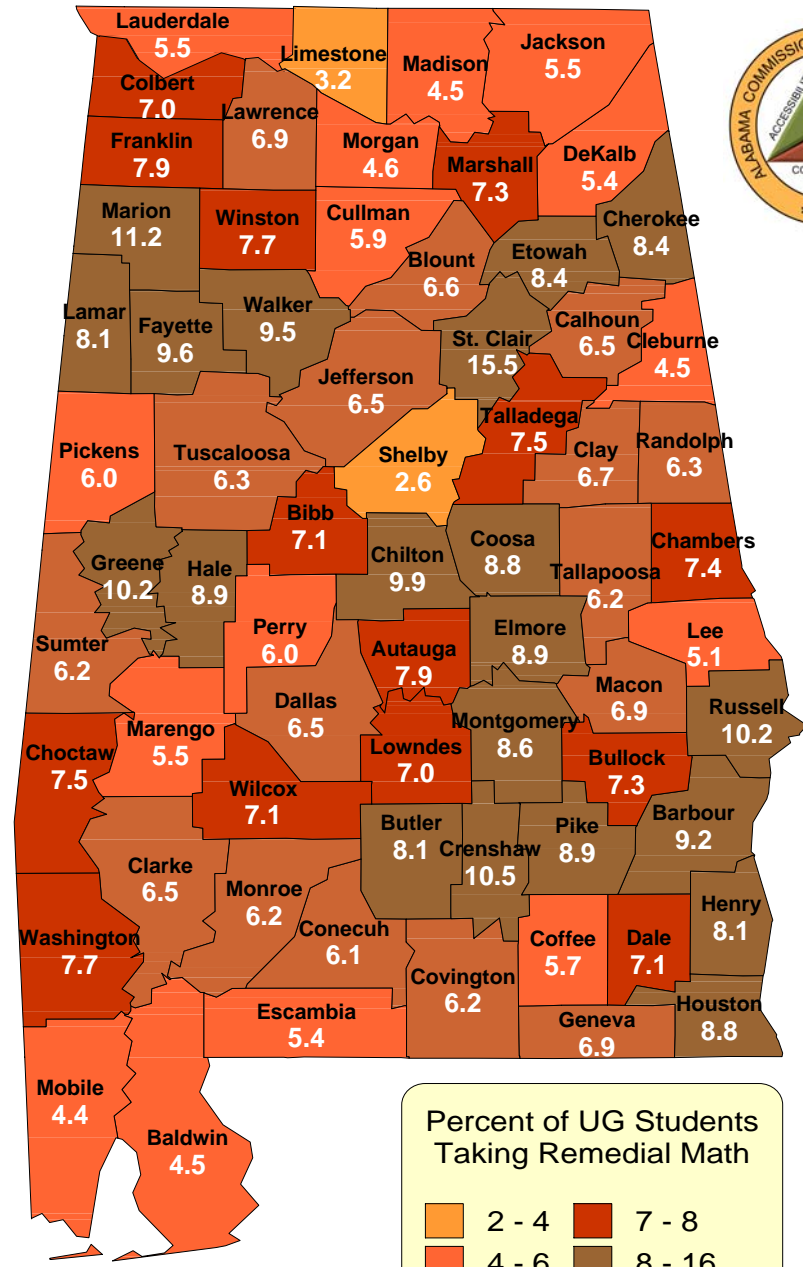 Lauderdale
5.5
Limestone
3.2
Madison
4.5
Jackson
5.5
ALABAMA COMMISSIO
ACCESSIBILI
CO
Colbert
7.0
Lawrence
6.9
Franklin
7.9
Morgan
4.6
Marshall
7.3
DeKalb
5.4
Marion
11.2
Winston
7.7
Cullman
5.9
Blount
6.6
Etowah
8.4
Cherokee
8.4
Lamar
8.1
Fayette
9.6
Walker
9.5
St. Clair
15.5
Calhoun
6.5
Cleburne
4.5
Jefferson
6.5
Talladega
7.5
Pickens
6.0
Tuscaloosa
6.3
Shelby
2.6
Clay
6.7
Randolph
6.3
Bibb
7.1
Greene
10.2
Hale
8.9
Chilton
9.9
Coosa
8.8
Tallapoosa
6.2
Chambers
7.4
Sumter
6.2
Perry
6.0
Autauga
7.9
Elmore
8.9
Lee
5.1
Dallas
6.5
Macon
6.9
Russell
10.2
Choctaw
7.5
Marengo
5.5
Lowndes
7.0
Montgomery
8.6
Bullock
7.3
Wilcox
7.1
Butler
8.1
Crenshaw
10.5
Pike
8.9
Barbour
9.2
Clarke
6.5
Monroe
6.2
Conecuh
6.1
Henry
8.1
Washington
7.7
Covington
6.2
Coffee
5.7
Dale
7.1
Escambia
5.4
Geneva
6.9
Houston
8.8
Mobile
4.4
Baldwin
4.5
Percent of UG Students
Taking Remedial Math
2 - 4 7 - 8
4 - 6 8 - 16